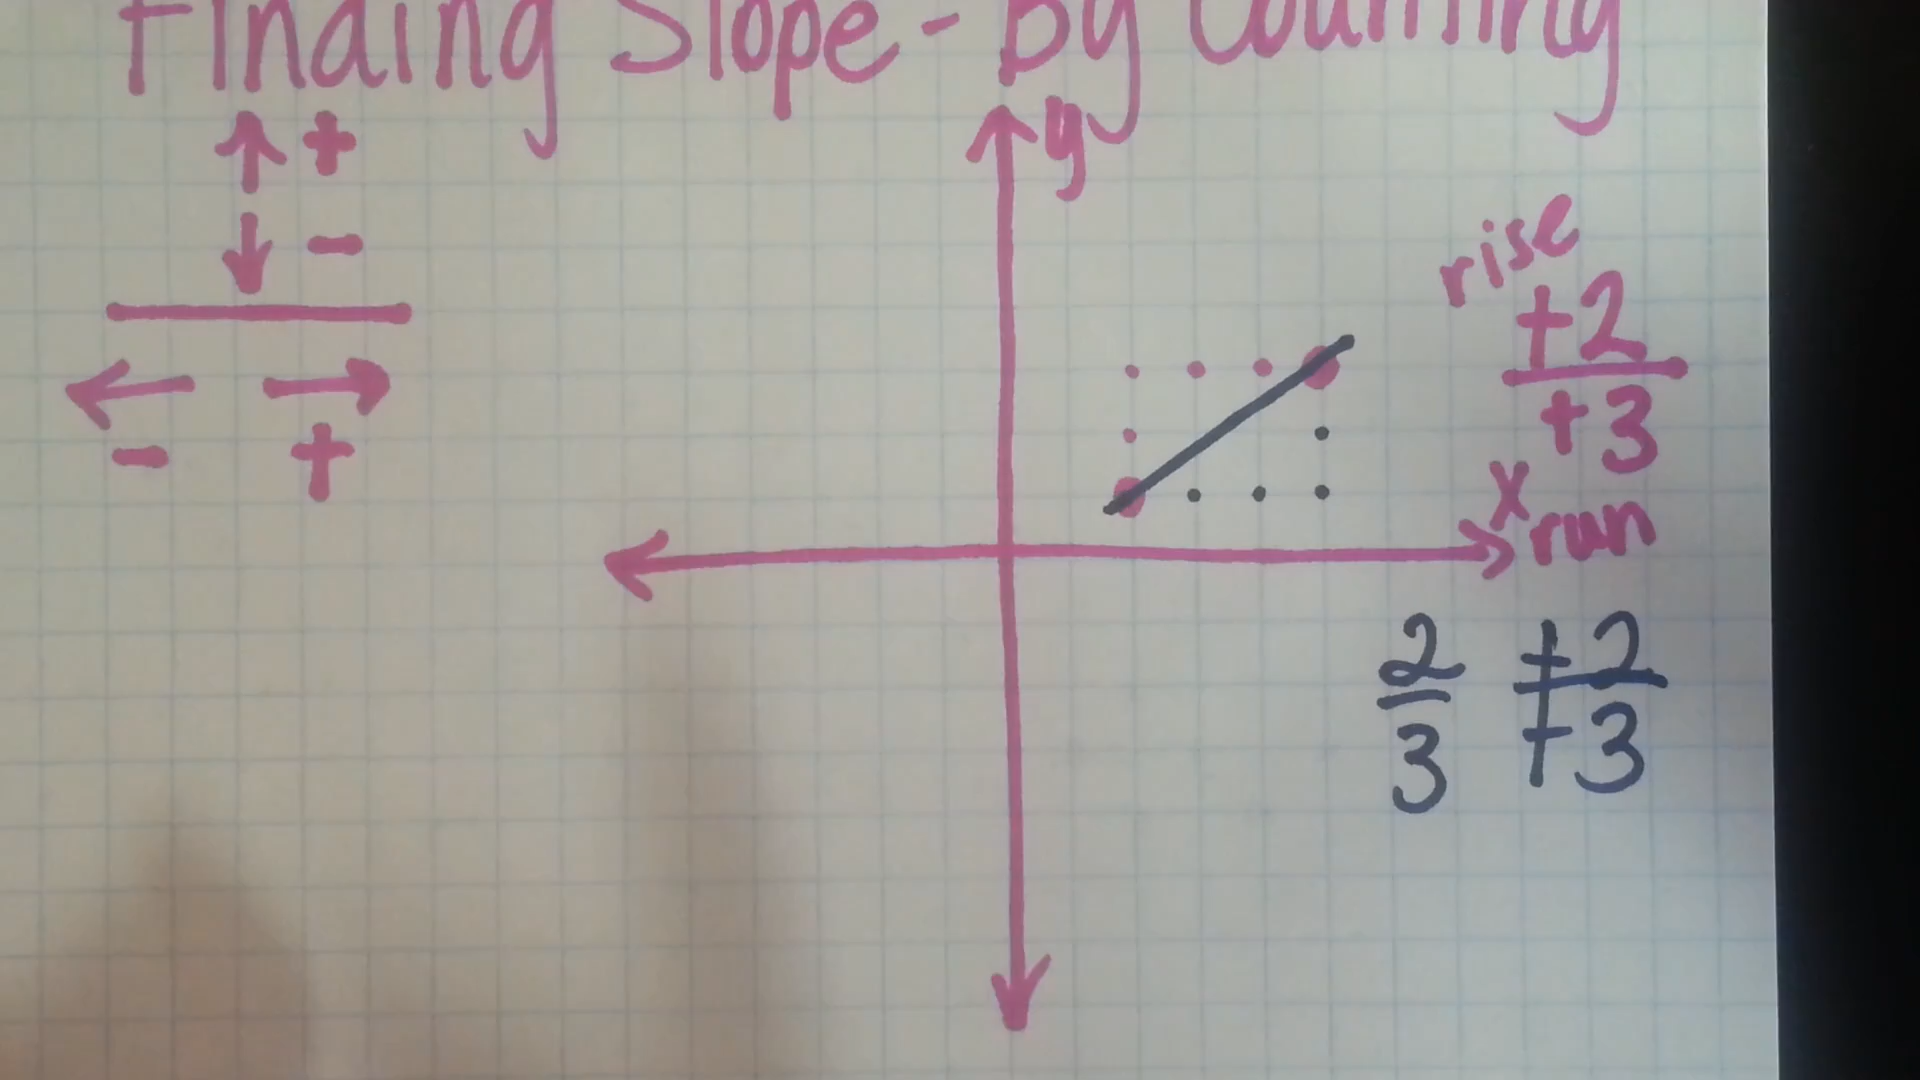 Finding Slope - By Counting
+
-
- +
y
rise
+2
+3
x
run
2
3
-2
-3